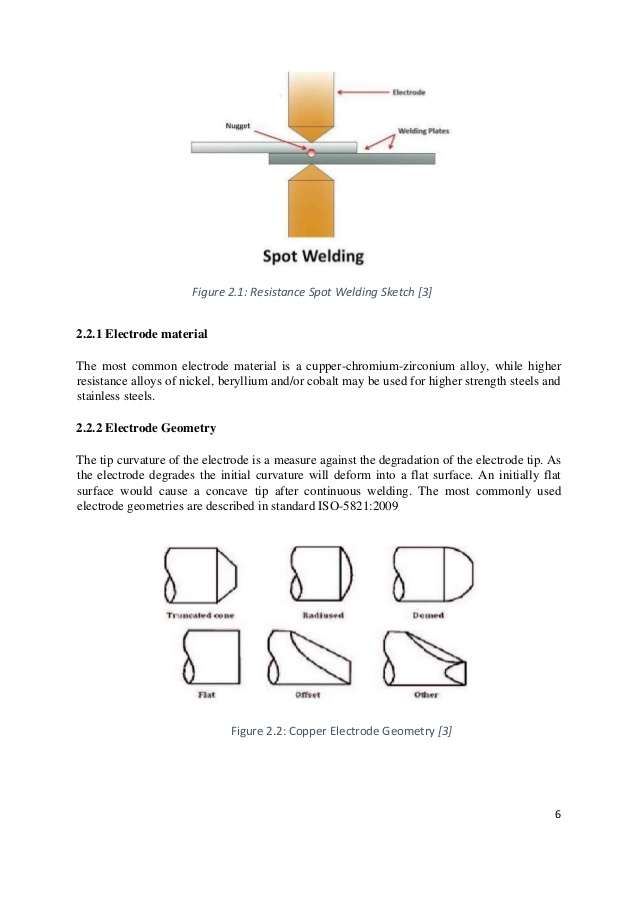 Electrode
Nugget
Welding Plates
Spot Welding
Figure 2.1: Resistance Spot Welding Sketch [3]
2.2.1 Electrode material
The most common electrode material is a cupper-chromium-zirconium alloy, while higher
resistance alloys of nickel, beryllium and/or cobalt may be used for higher strength steels and
stainless steels.
2.2.2 Electrode Geometry
The tip curvature of the electrode is a measure against the degradation of the electrode tip. As
the electrode degrades the initial curvature will deform into a flat surface. An initially flat
surface would cause a concave tip after continuous welding. The most commonly used
electrode geometries are described in standard ISO-5821:2009
Truncated cone
Radiused
Domed
Flat
Offset
Other
Figure 2.2: Copper Electrode Geometry [3]
6